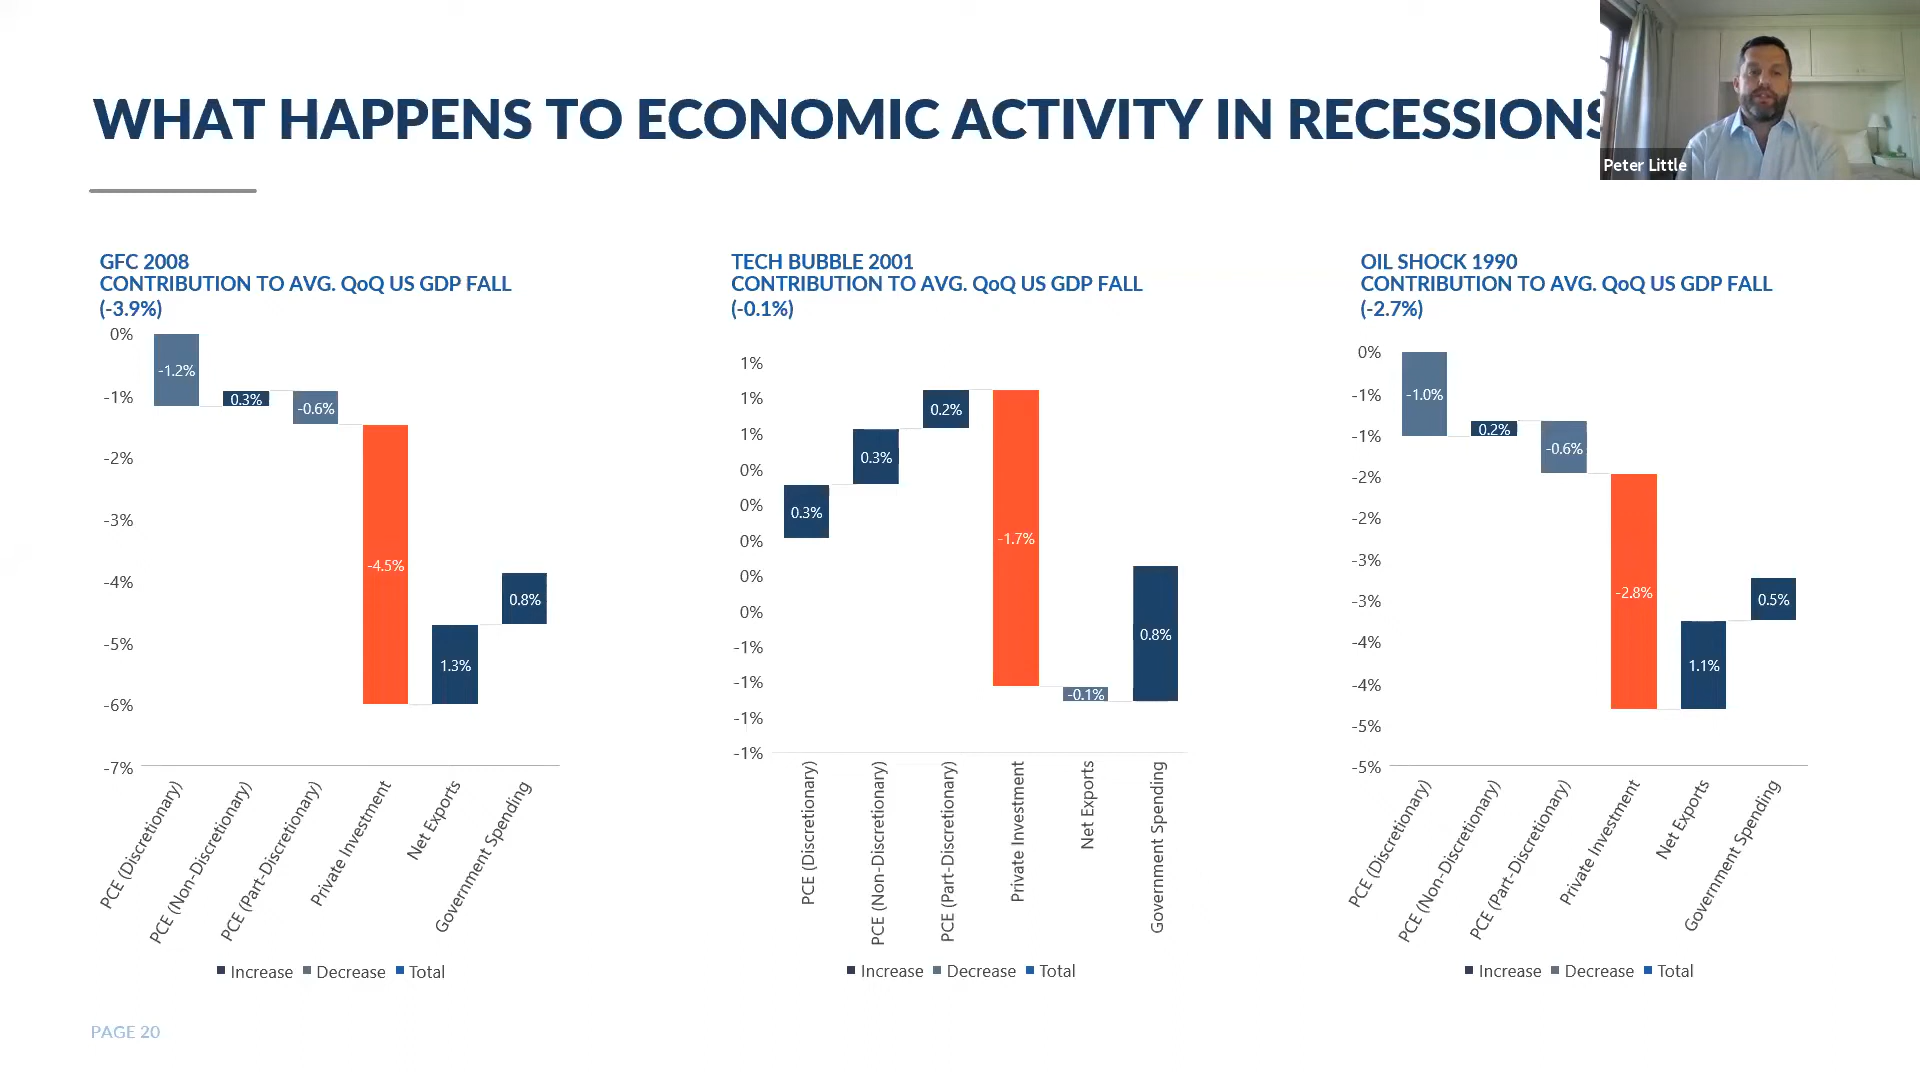 WHAT HAPPENS TO ECONOMIC ACTIVITY IN RECESSIONS
Peter Little
GFC 2008
CONTRIBUTION TO AVG. QoQ US GDP FALL
(-3.9%)
0%
-1%
-2%
-3%
-4%
-5%
-6%
-7%
-1.2%
0.3%
-0.6%
-4.5%
1.3%
0.8%
PCE (Discretionary)
PCE (Non-Discretionary)
PCE (Part-Discretionary)
Private Investment
Net Exports
Government Spending
Increase Decrease Total
TECH BUBBLE 2001
CONTRIBUTION TO AVG. QoQ US GDP FALL
(-0.1%)
1%
1%
1%
0%
0%
0%
0%
0%
-1%
-1%
-1%
-1%
0.3%
0.3%
0.2%
-1.7%
-0.1%
0.8%
PCE (Discretionary)
PCE (Non-Discretionary)
PCE (Part-Discretionary)
Private Investment
Net Exports
Government Spending
Increase Decrease Total
OIL SHOCK 1990
CONTRIBUTION TO AVG. QoQ US GDP FALL
(-2.7%)
0%
-1%
-1%
-2%
-2%
-3%
-3%
-4%
-4%
-5%
-5%
-1.0%
0.2%
-0.6%
-2.8%
1.1%
0.5%
PCE (Discretionary)
PCE (Non-Discretionary)
PCE (Part-Discretionary)
Private Investment
Net Exports
Government Spending
Increase Decrease Total
PAGE 20